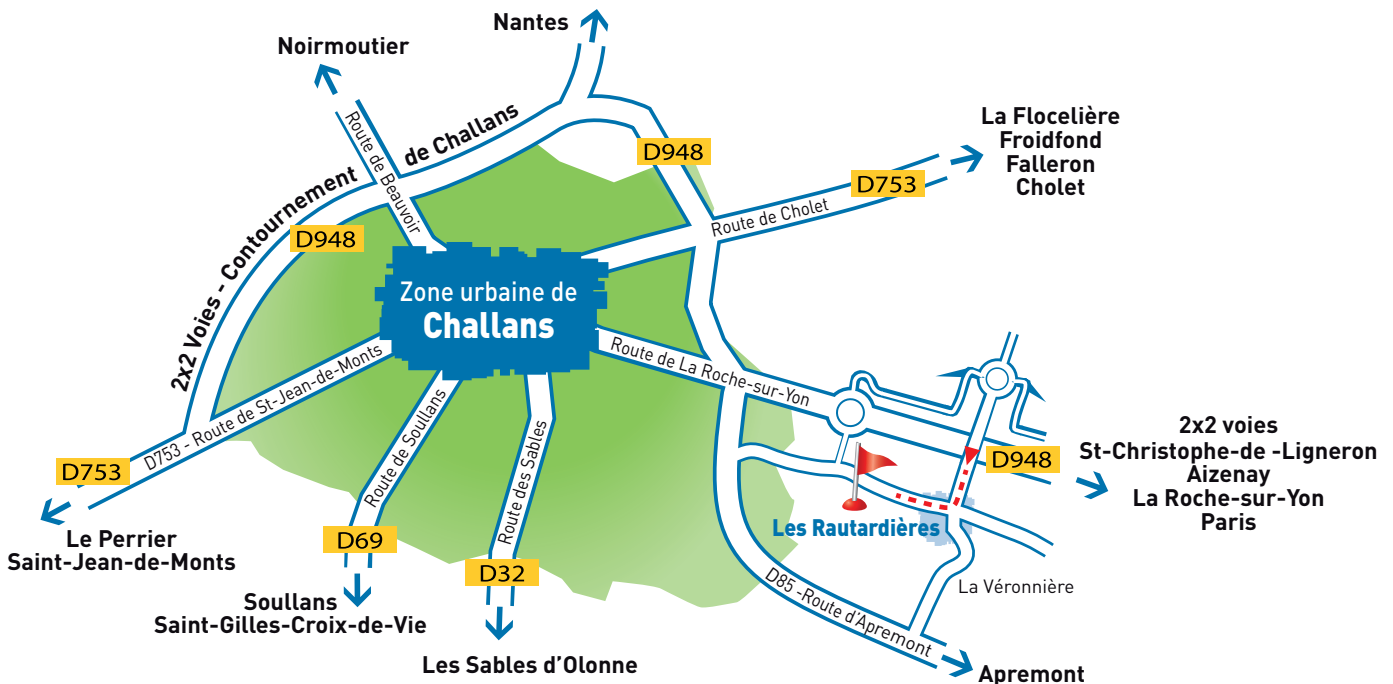 Nantes
Noirmoutier
La Flocelière
Froidfond
Falleron
Cholet
Route de Beauvoir
2x2 Voies - Contournement de Challans
D948
D948
D753
Route de Cholet
Zone urbaine de
Challans
D753 - Route de St-Jean-de-Monts
Route de La Roche-sur-Yon
Route de Soullans
Route des Sables
D753
Le Perrier
Saint-Jean-de-Monts
D69
Soullans
Saint-Gilles-Croix-de-Vie
D32
Les Sables d'Olonne
Les Rautardières
D948
2x2 voies
St-Christophe-de -Ligneron
Aizenay
La Roche-sur-Yon
Paris
La Véronnière
D85 -Route d'Apremont
Apremont